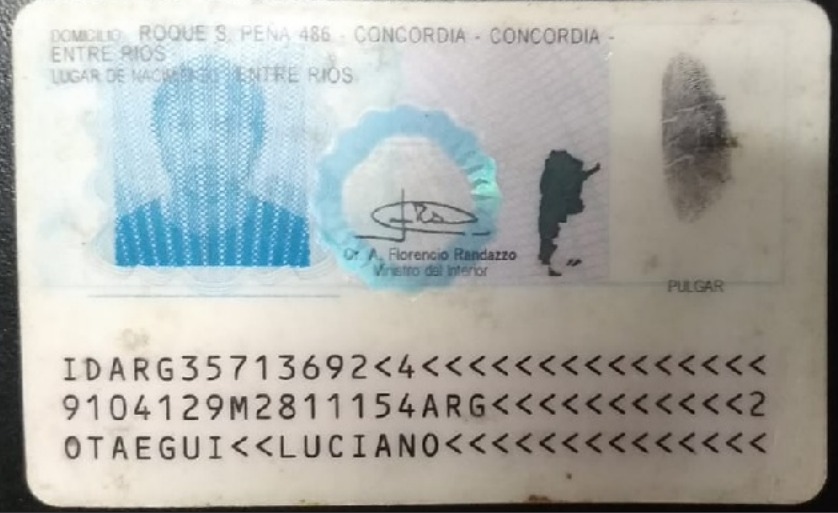 DOMICILIO: ROQUE S. PEÑA 486 - CONCORDIA - CONCORDIA -
ENTRE RIOS
LUGAR DE NACIMIENTO: ENTRE RIOS
Dr. A. Florencio Randazzo
Ministro del Interior
PULGAR
IDARG35713692<4<<<<<<<<<<<<<<<
9104129M2811154ARG<<<<<<<<<<<2
OTAEGUI<<LUCIANO<<<<<<<<<<<<<<